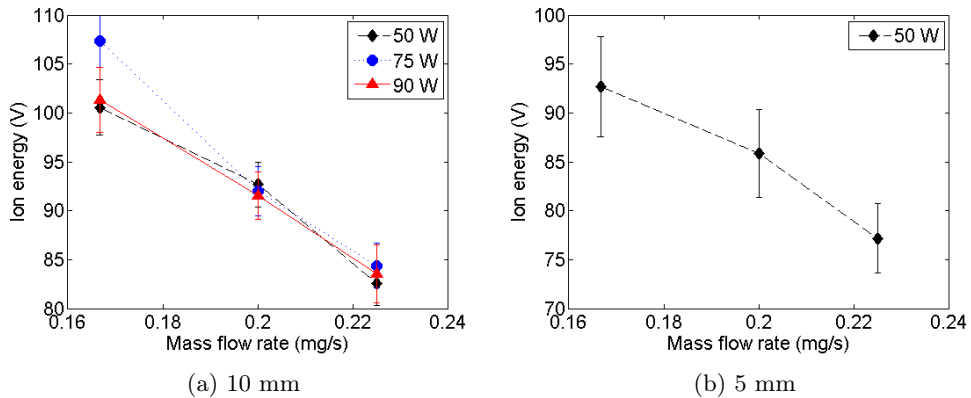 110
105
100
95
90
85
80
0.16
0.18
0.2
0.22
0.24
Ion energy (V)
Mass flow rate (mg/s)
50 W
75 W
90 W
(a) 10 mm
100
95
90
85
80
75
70
0.16
0.18
0.2
0.22
0.24
Ion energy (V)
Mass flow rate (mg/s)
50 W
(b) 5 mm